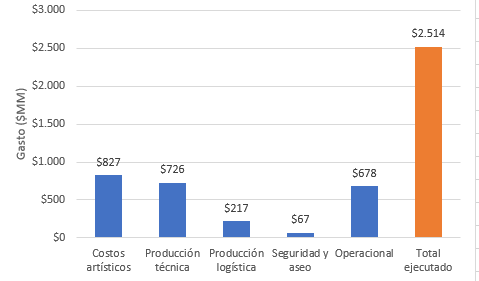 $3.000
$2.500
$2.000
$1.500
$1.000
$500
$0
Gasto ($MM)
$827
$726
$217
$67
$678
$2.514
Costos
artísticos
Producción
técnica
Producción
logística
Seguridad y
aseo
Operacional
Total
ejecutado